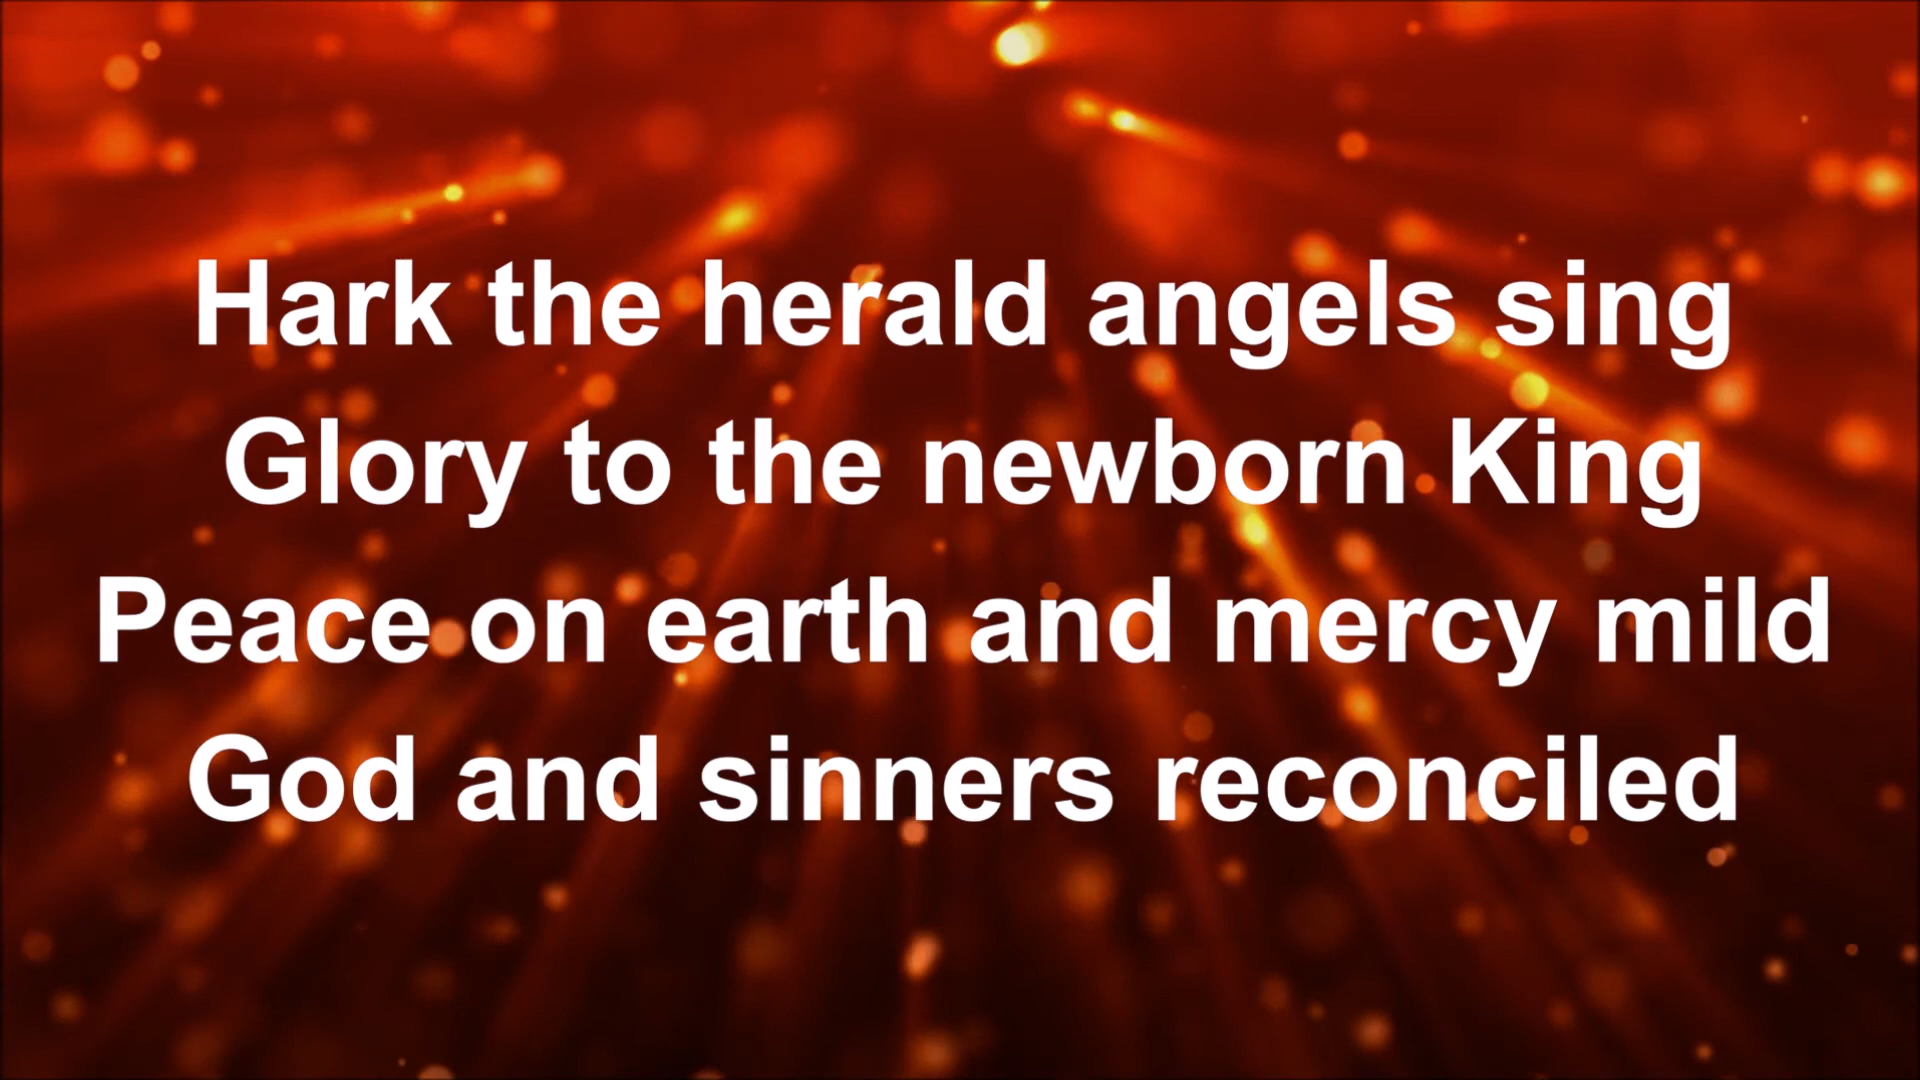 Hark the herald angels sing
Glory to the newborn King
Peace on earth and mercy mild
God and sinners reconciled